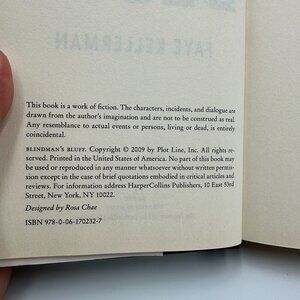 FAYE KELLERMAN
This book is a work of fiction. The characters, incidents, and dialogue are
drawn from the author's imagination and are not to be construed as real.
Any resemblance to actual events or persons, living or dead, is entirely
coincidental.
BLINDMAN'S BLUFF. Copyright © 2009 by Plot Line, Inc. All rights re-
served. Printed in the United States of America. No part of this book may
be used or reproduced in any manner whatsoever without written permis-
sion except in the case of brief quotations embodied in critical articles and
reviews. For information address HarperCollins Publishers, 10 East 53rd
Street, New York, NY 10022.
Designed by Rosa Chae
ISBN 978-0-06-170232-7